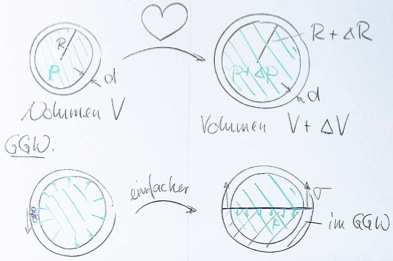 R
R + ΔR
P
P + ΔP
d
d
Volumen V
Volumen V + ΔV
GGW.
einfacher
σ
P
im GGW